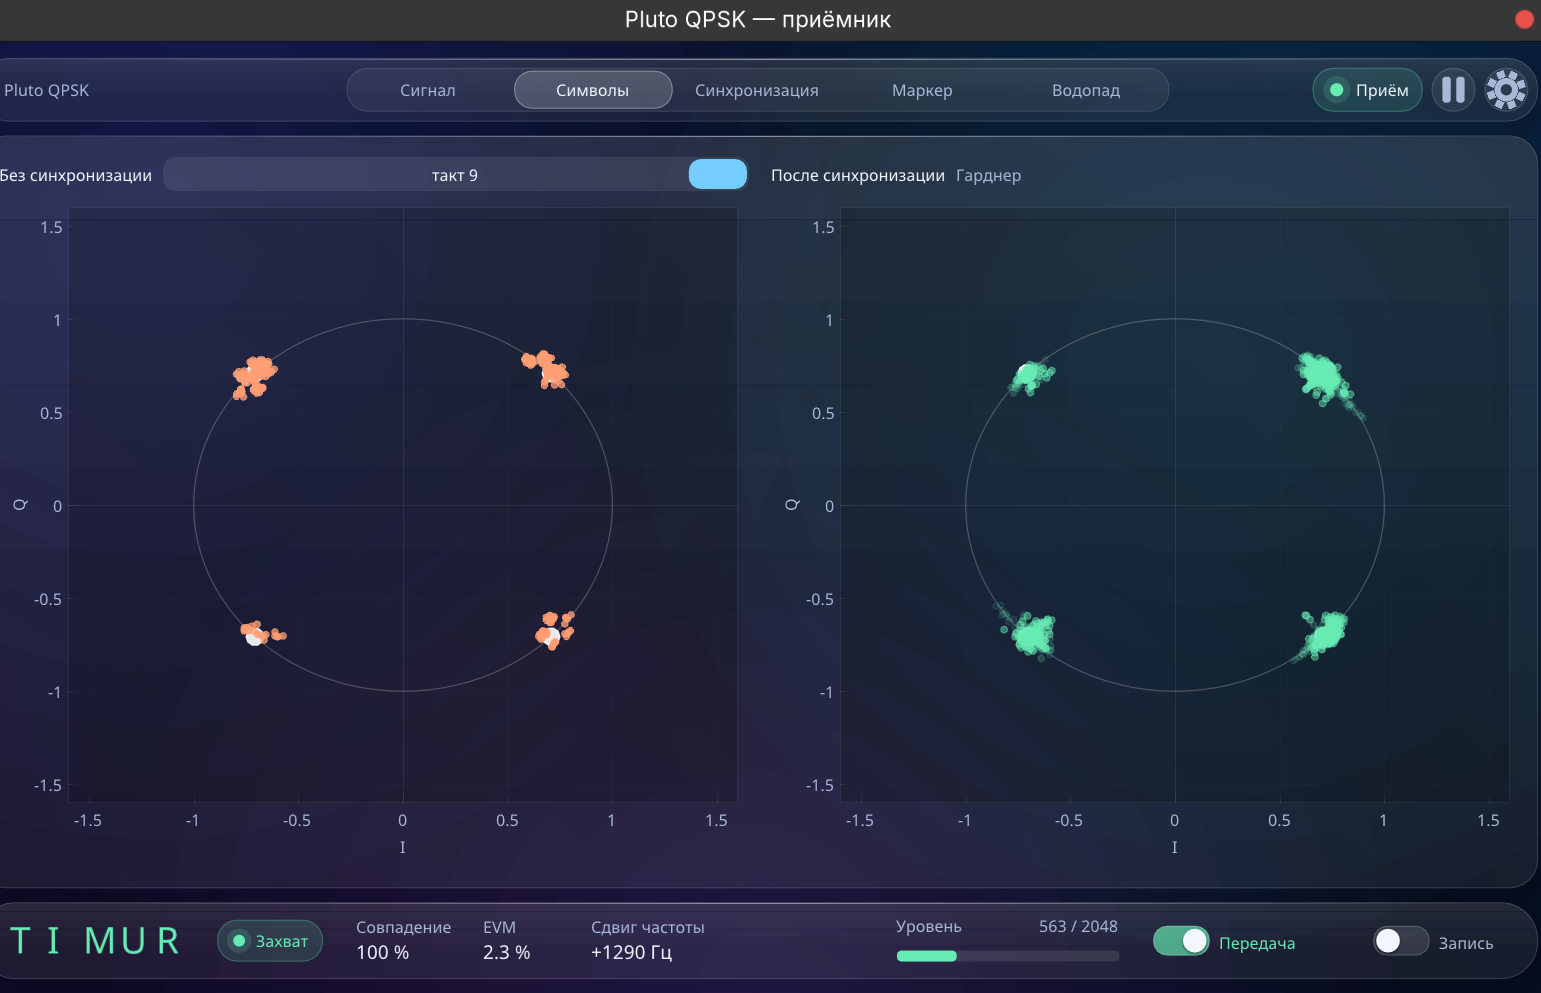 Pluto QPSK — приёмник
Pluto QPSK
Сигнал
Символы
Синхронизация
Маркер
Водопад
Приём
Без синхронизации
такт 9
После синхронизации Гарднер
1.5
1
0.5
0
-0.5
-1
-1.5
Q
-1.5 -1 -0.5 0 0.5 1 1.5
I
1.5
1
0.5
0
-0.5
-1
-1.5
Q
-1.5 -1 -0.5 0 0.5 1 1.5
I
T I MUR
Захват
Совпадение
100 %
EVM
2.3 %
Сдвиг частоты
+1290 Гц
Уровень 563 / 2048
Передача
Запись